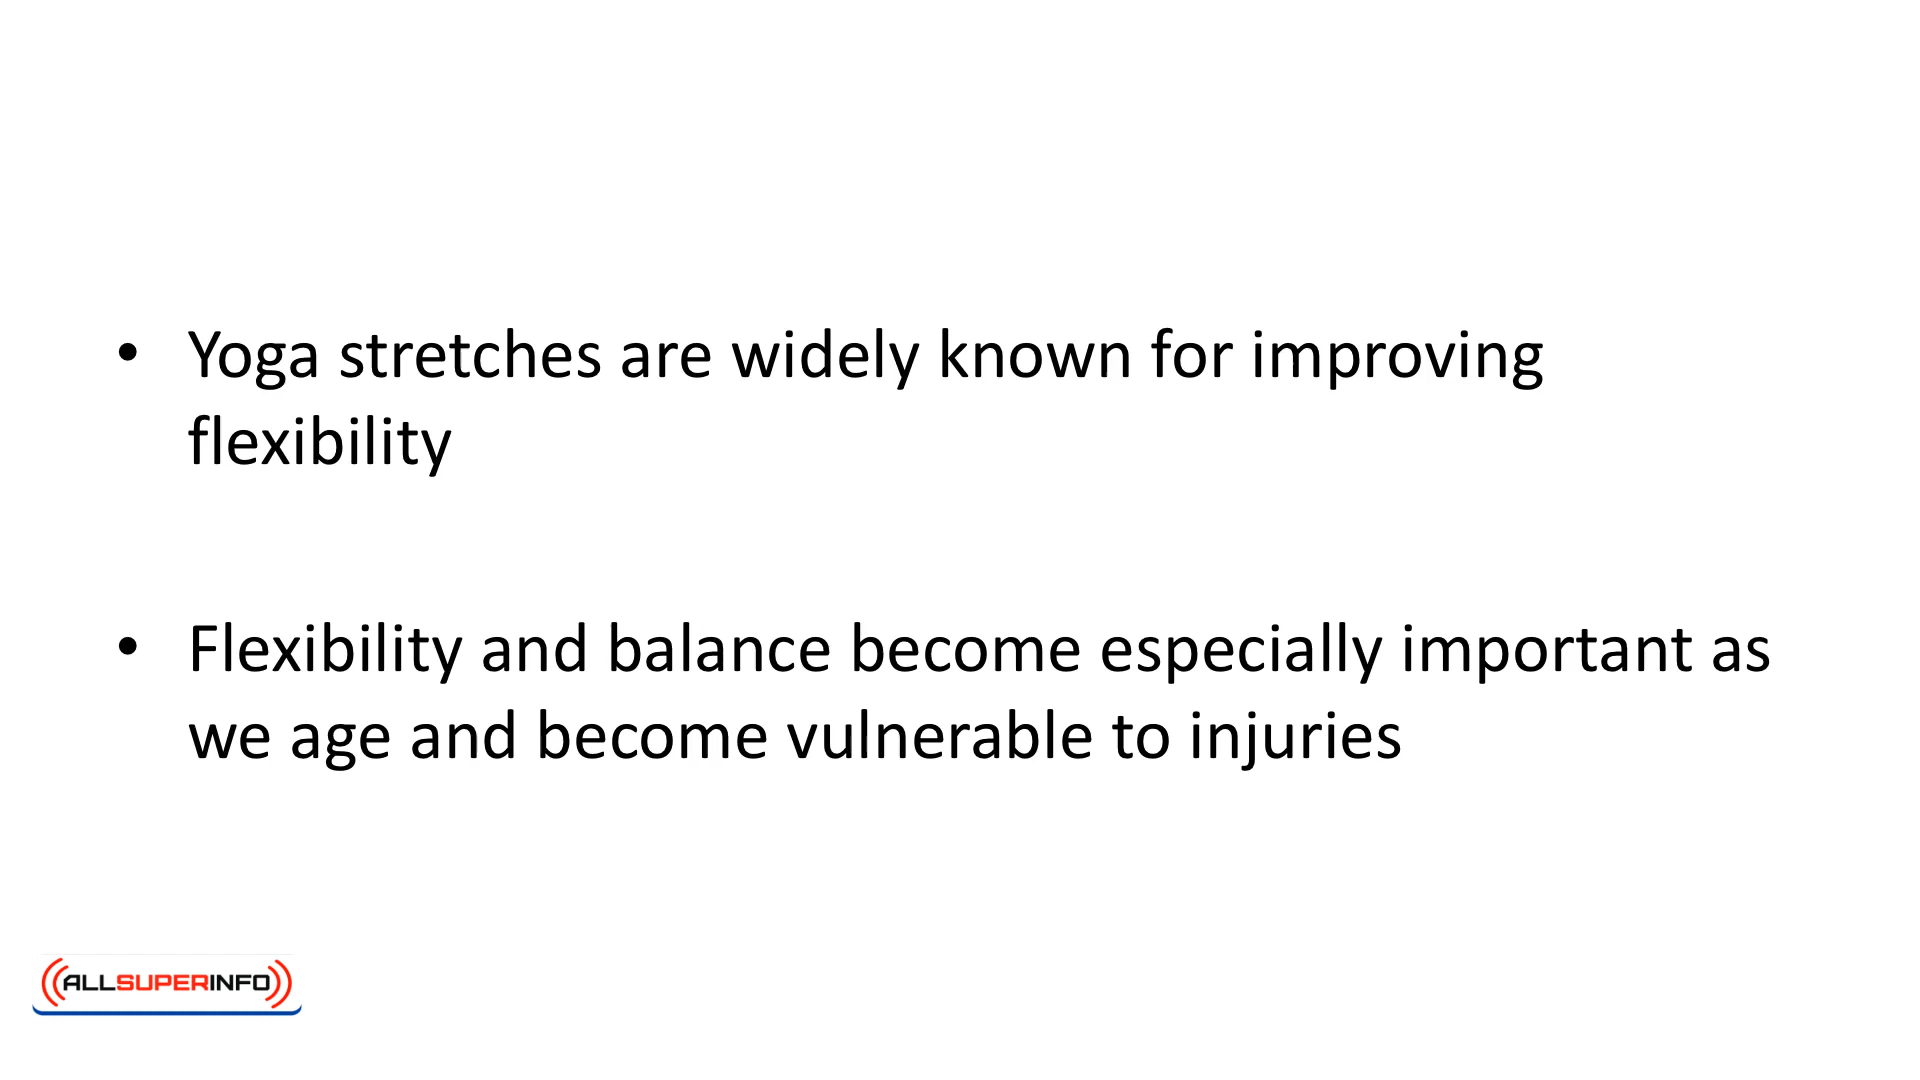 • Yoga stretches are widely known for improving
flexibility
• Flexibility and balance become especially important as
we age and become vulnerable to injuries
((ALLSUPERINFO))